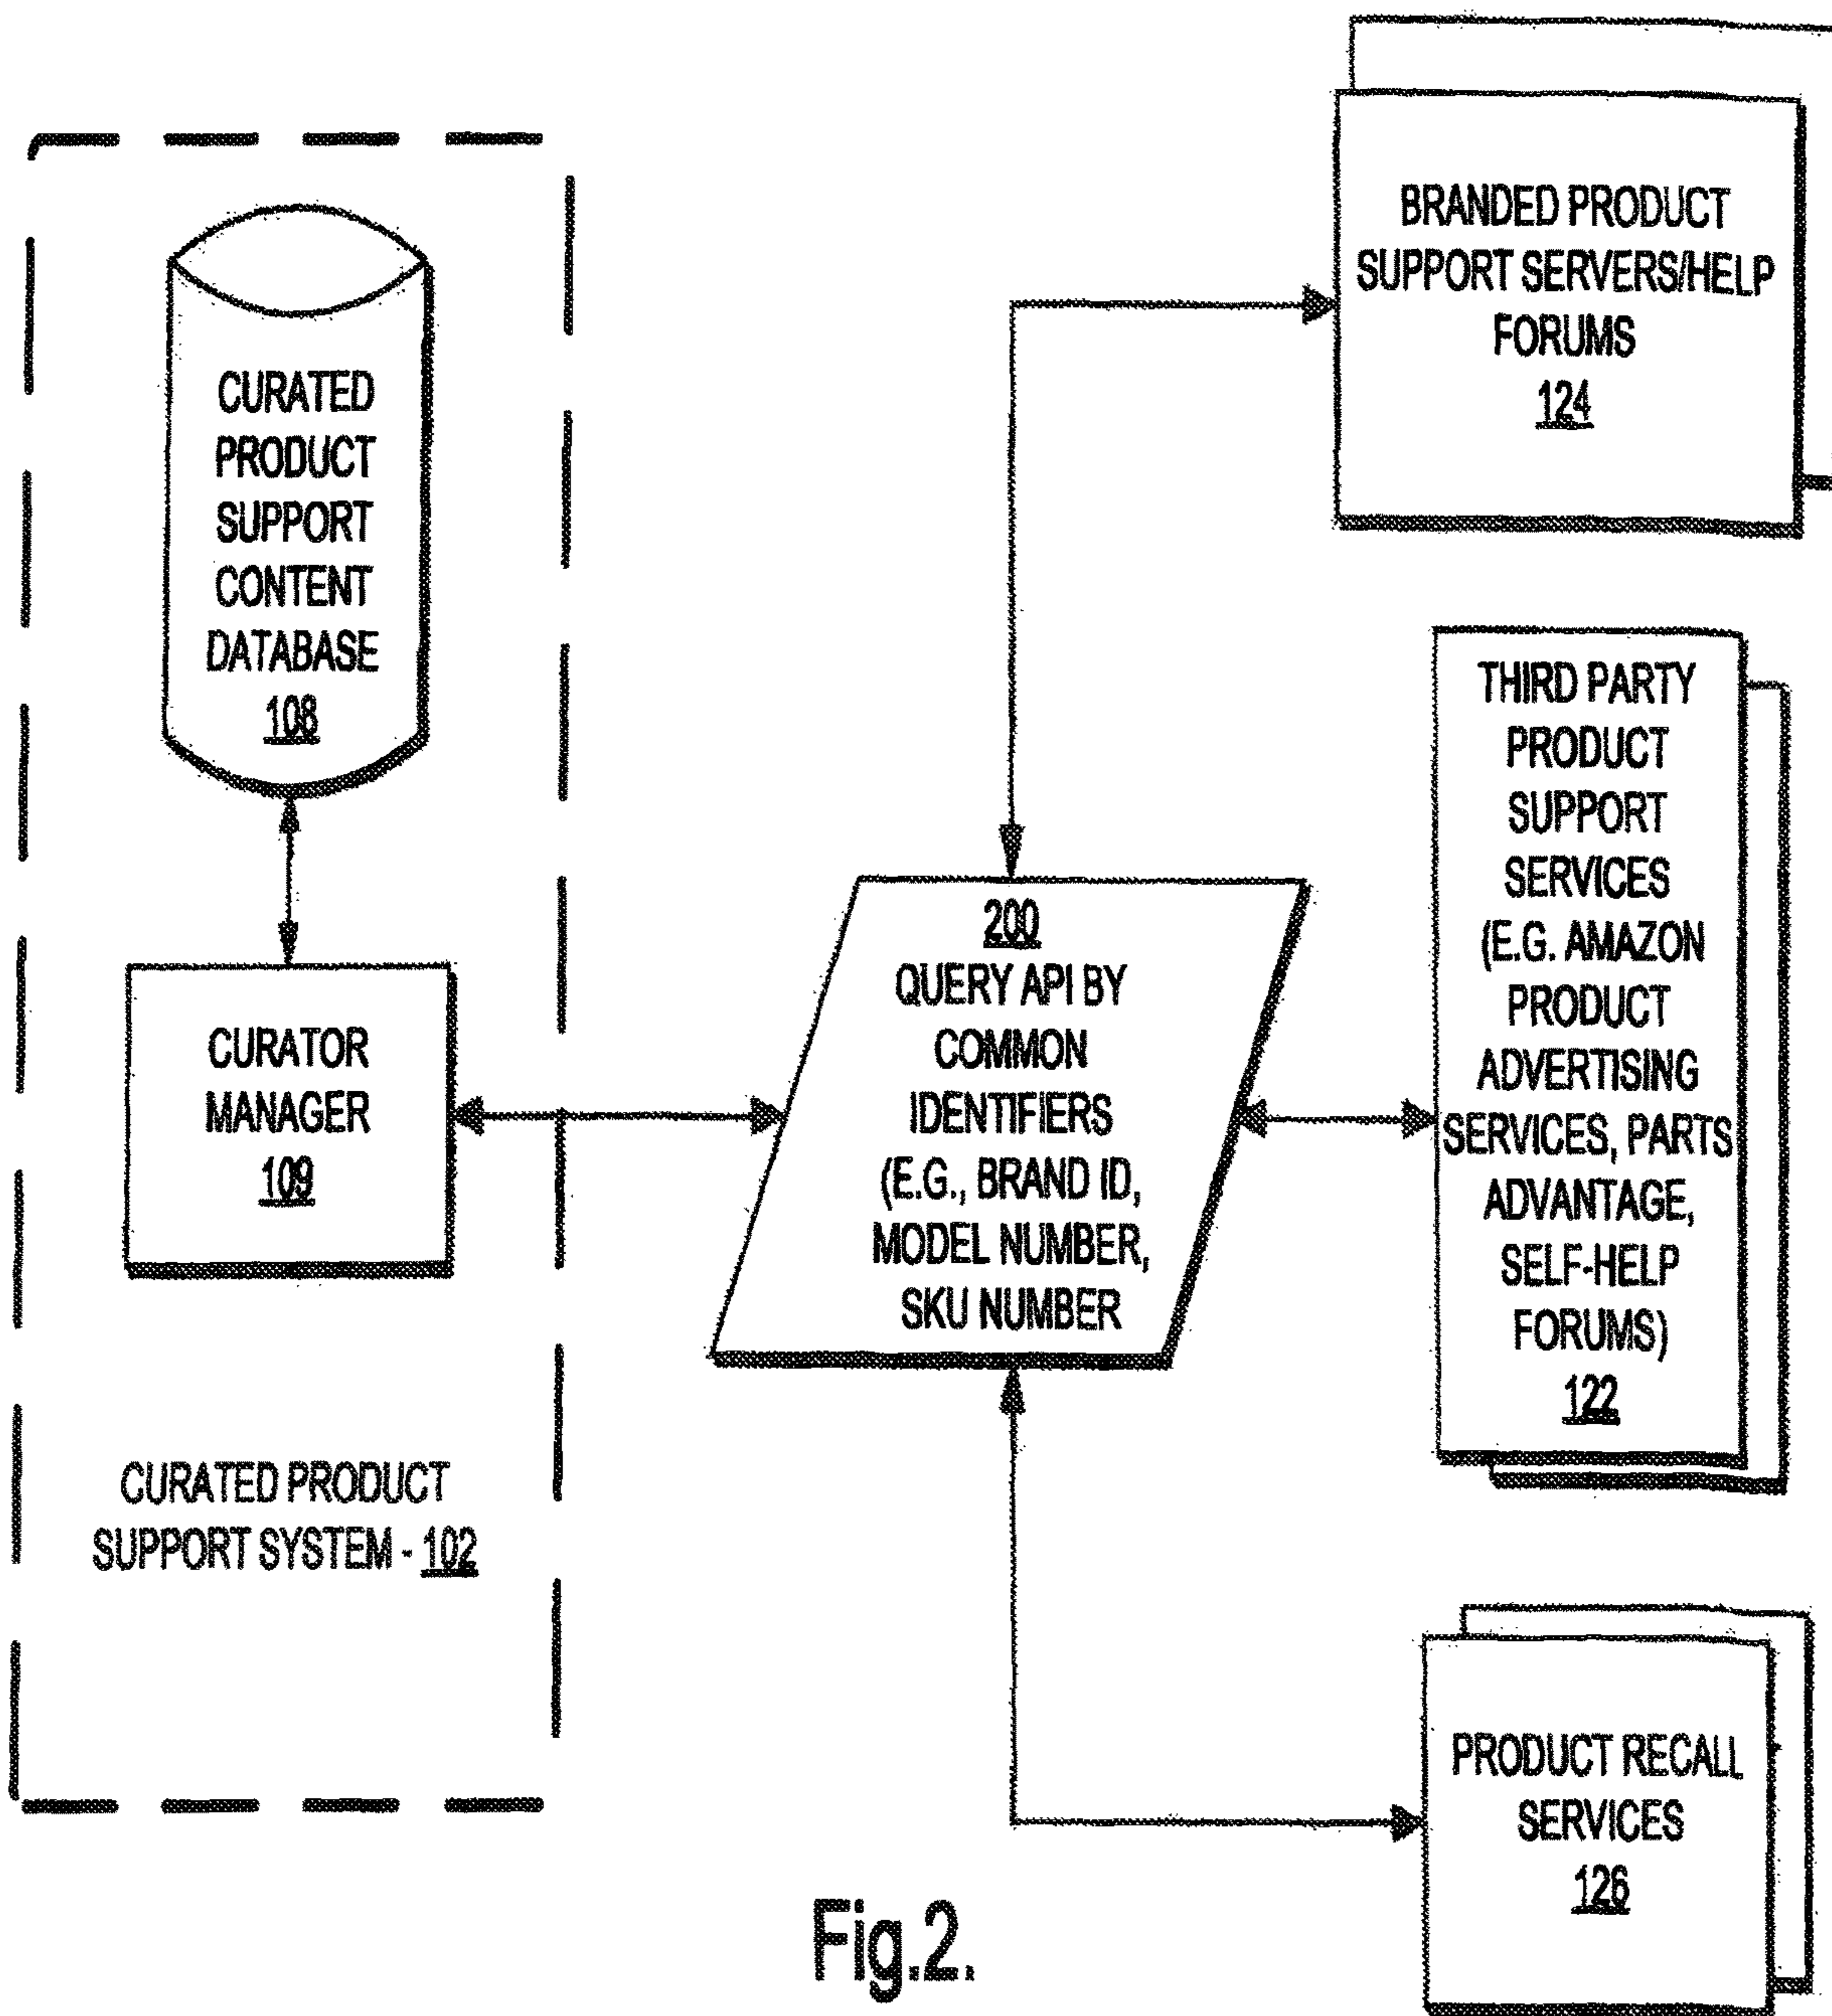 CURATED
PRODUCT
SUPPORT
CONTENT
DATABASE
108
CURATOR
MANAGER
109
CURATED PRODUCT
SUPPORT SYSTEM - 102
200
QUERY API BY
COMMON
IDENTIFIERS
(E.G., BRAND ID,
MODEL NUMBER,
SKU NUMBER
BRANDED PRODUCT
SUPPORT SERVERS/HELP
FORUMS
124
THIRD PARTY
PRODUCT
SUPPORT
SERVICES
(E.G. AMAZON
PRODUCT
ADVERTISING
SERVICES, PARTS
ADVANTAGE,
SELF-HELP
FORUMS)
122
PRODUCT RECALL
SERVICES
126
Fig.2.